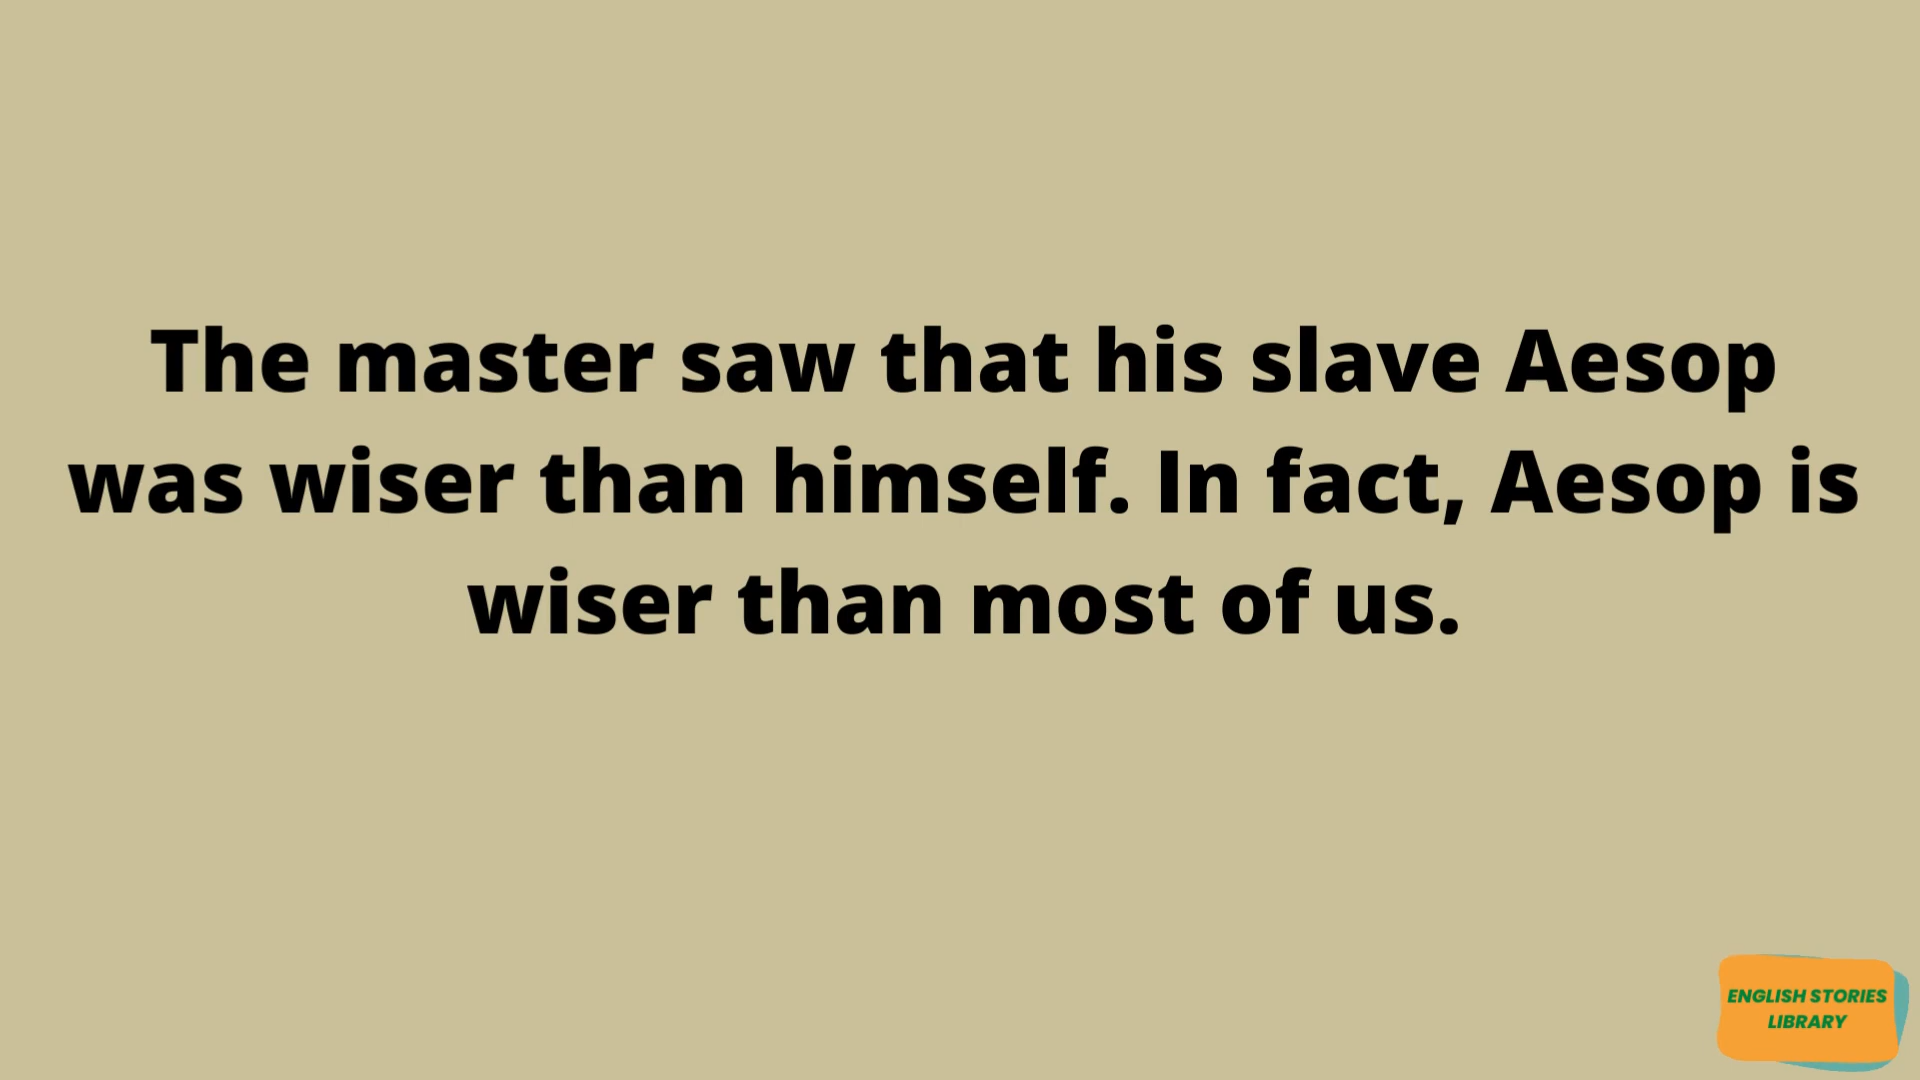 The master saw that his slave Aesop
was wiser than himself. In fact, Aesop is
wiser than most of us.
ENGLISH STORIES
LIBRARY